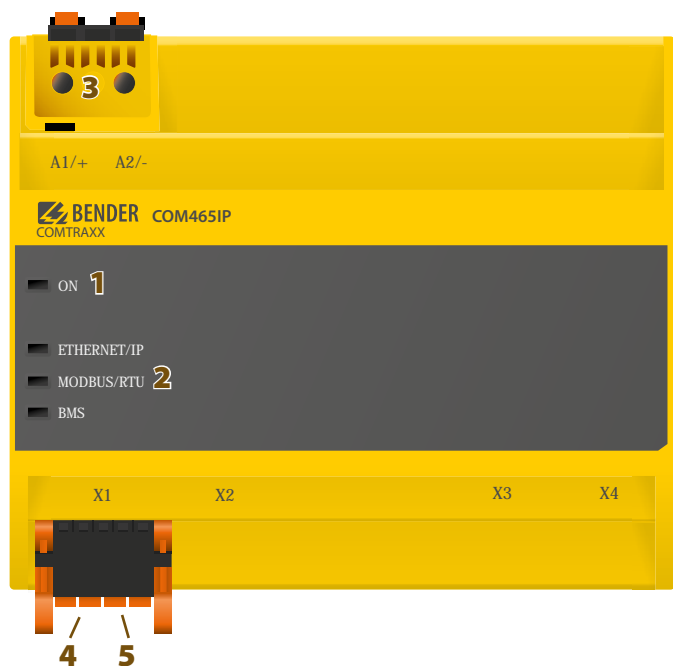 3
A1/+ A2/-
BENDER COM465IP
COMTRAXX
ON 1
ETHERNET/IP
MODBUS/RTU 2
BMS
X1 X2 X3 X4
4 5